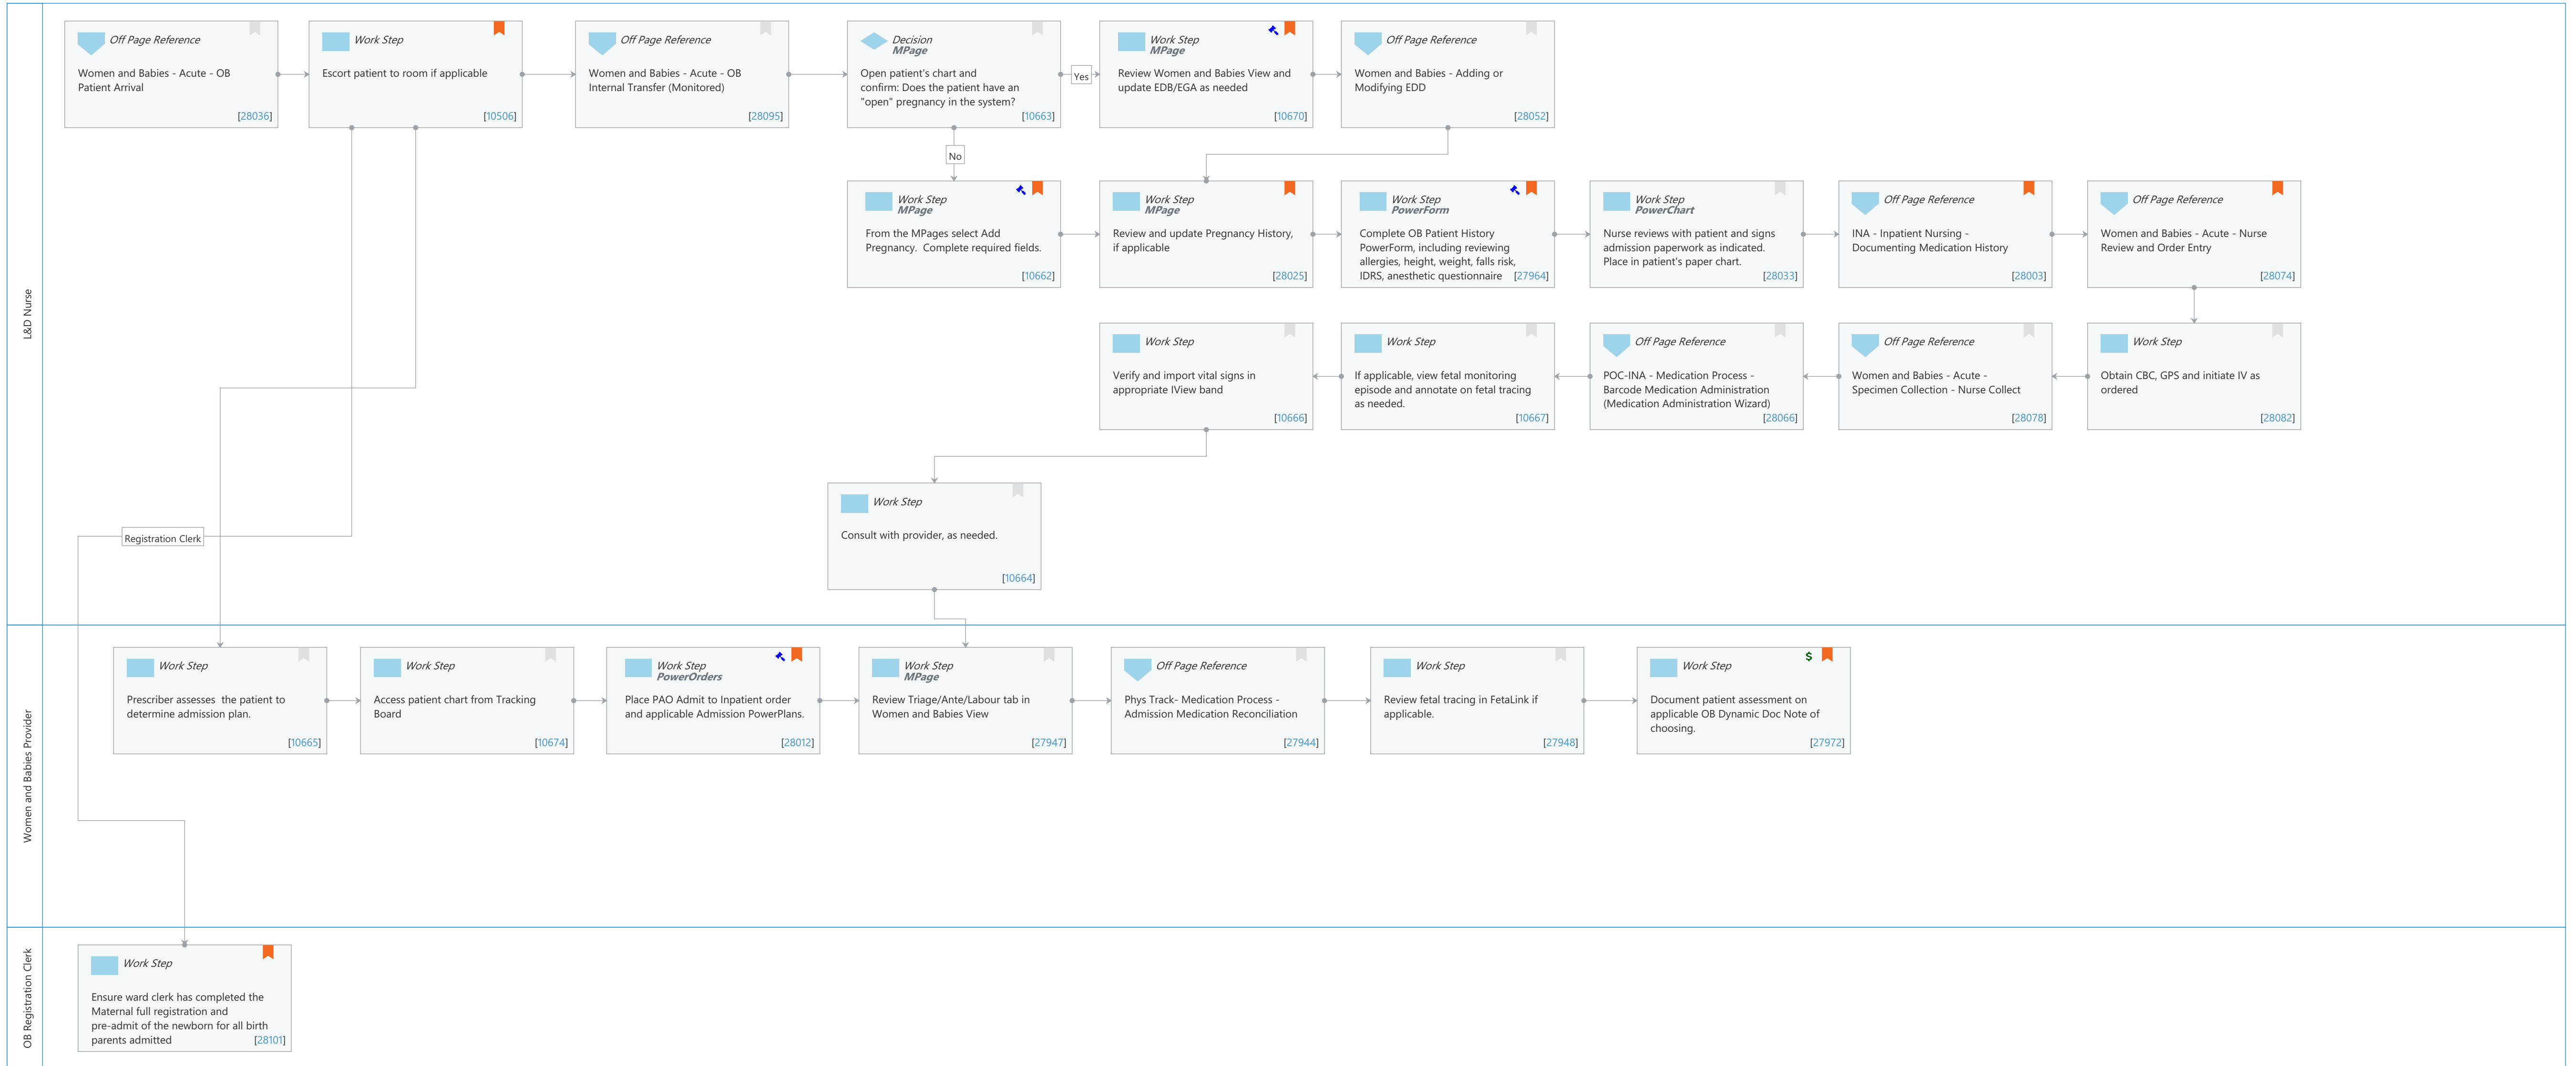 L&D Nurse
Off Page Reference
Women and Babies - Acute - OB
Patient Arrival
[28036]
Work Step
Escort patient to room if applicable
[10506]
Off Page Reference
Women and Babies - Acute - OB
Internal Transfer (Monitored)
[28095]
Decision
MPage
Open patient's chart and
confirm: Does the patient have an
"open" pregnancy in the system?
[10663]
Yes
Work Step
MPage
Review Women and Babies View and
update EDB/EGA as needed
[10670]
Off Page Reference
Women and Babies - Adding or
Modifying EDD
[28052]
No
Work Step
MPage
From the MPages select Add
Pregnancy.  Complete required fields.
[10662]
Work Step
MPage
Review and update Pregnancy History,
if applicable
[28025]
Work Step
PowerForm
Complete OB Patient History
PowerForm, including reviewing
allergies, height, weight, falls risk,
IDRS, anesthetic questionnaire
[27964]
Work Step
PowerChart
Nurse reviews with patient and signs
admission paperwork as indicated.
Place in patient's paper chart.
[28033]
Off Page Reference
INA - Inpatient Nursing -
Documenting Medication History
[28003]
Off Page Reference
Women and Babies - Acute - Nurse
Review and Order Entry
[28074]
Work Step
Verify and import vital signs in
appropriate IView band
[10666]
Work Step
If applicable, view fetal monitoring
episode and annotate on fetal tracing
as needed.
[10667]
Off Page Reference
POC-INA - Medication Process -
Barcode Medication Administration
(Medication Administration Wizard)
[28066]
Off Page Reference
Women and Babies - Acute -
Specimen Collection - Nurse Collect
[28078]
Work Step
Obtain CBC, GPS and initiate IV as
ordered
[28082]
Registration Clerk
Work Step
Consult with provider, as needed.
[10664]
Women and Babies Provider
Work Step
Prescriber assesses  the patient to
determine admission plan.
[10665]
Work Step
Access patient chart from Tracking
Board
[10674]
Work Step
PowerOrders
Place PAO Admit to Inpatient order
and applicable Admission PowerPlans.
[28012]
Work Step
MPage
Review Triage/Ante/Labour tab in
Women and Babies View
[27947]
Off Page Reference
Phys Track- Medication Process -
Admission Medication Reconciliation
[27944]
Work Step
Review fetal tracing in FetaLink if
applicable.
[27948]
$
Work Step
Document patient assessment on
applicable OB Dynamic Doc Note of
choosing.
[27972]
OB Registration Clerk
Work Step
Ensure ward clerk has completed the
Maternal full registration and
pre-admit of the newborn for all birth
parents admitted
[28101]